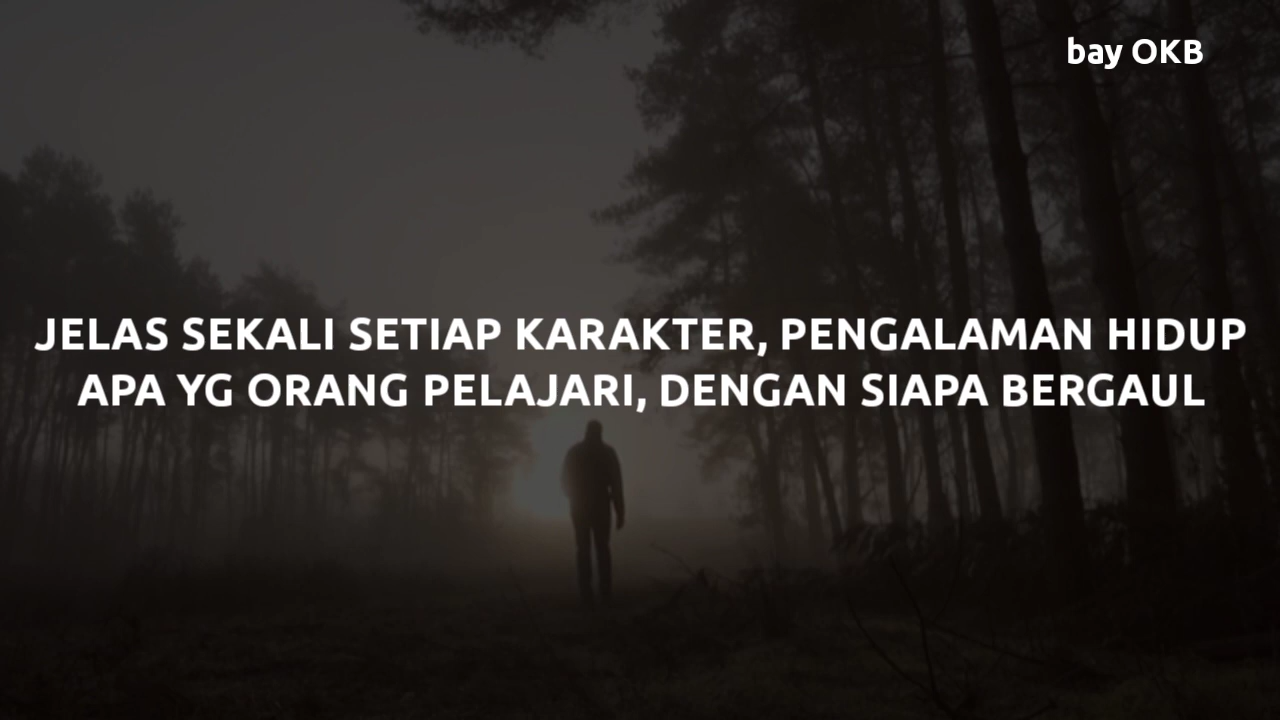 bay OKB
JELAS SEKALI SETIAP KARAKTER, PENGALAMAN HIDUP
APA YG ORANG PELAJARI, DENGAN SIAPA BERGAUL